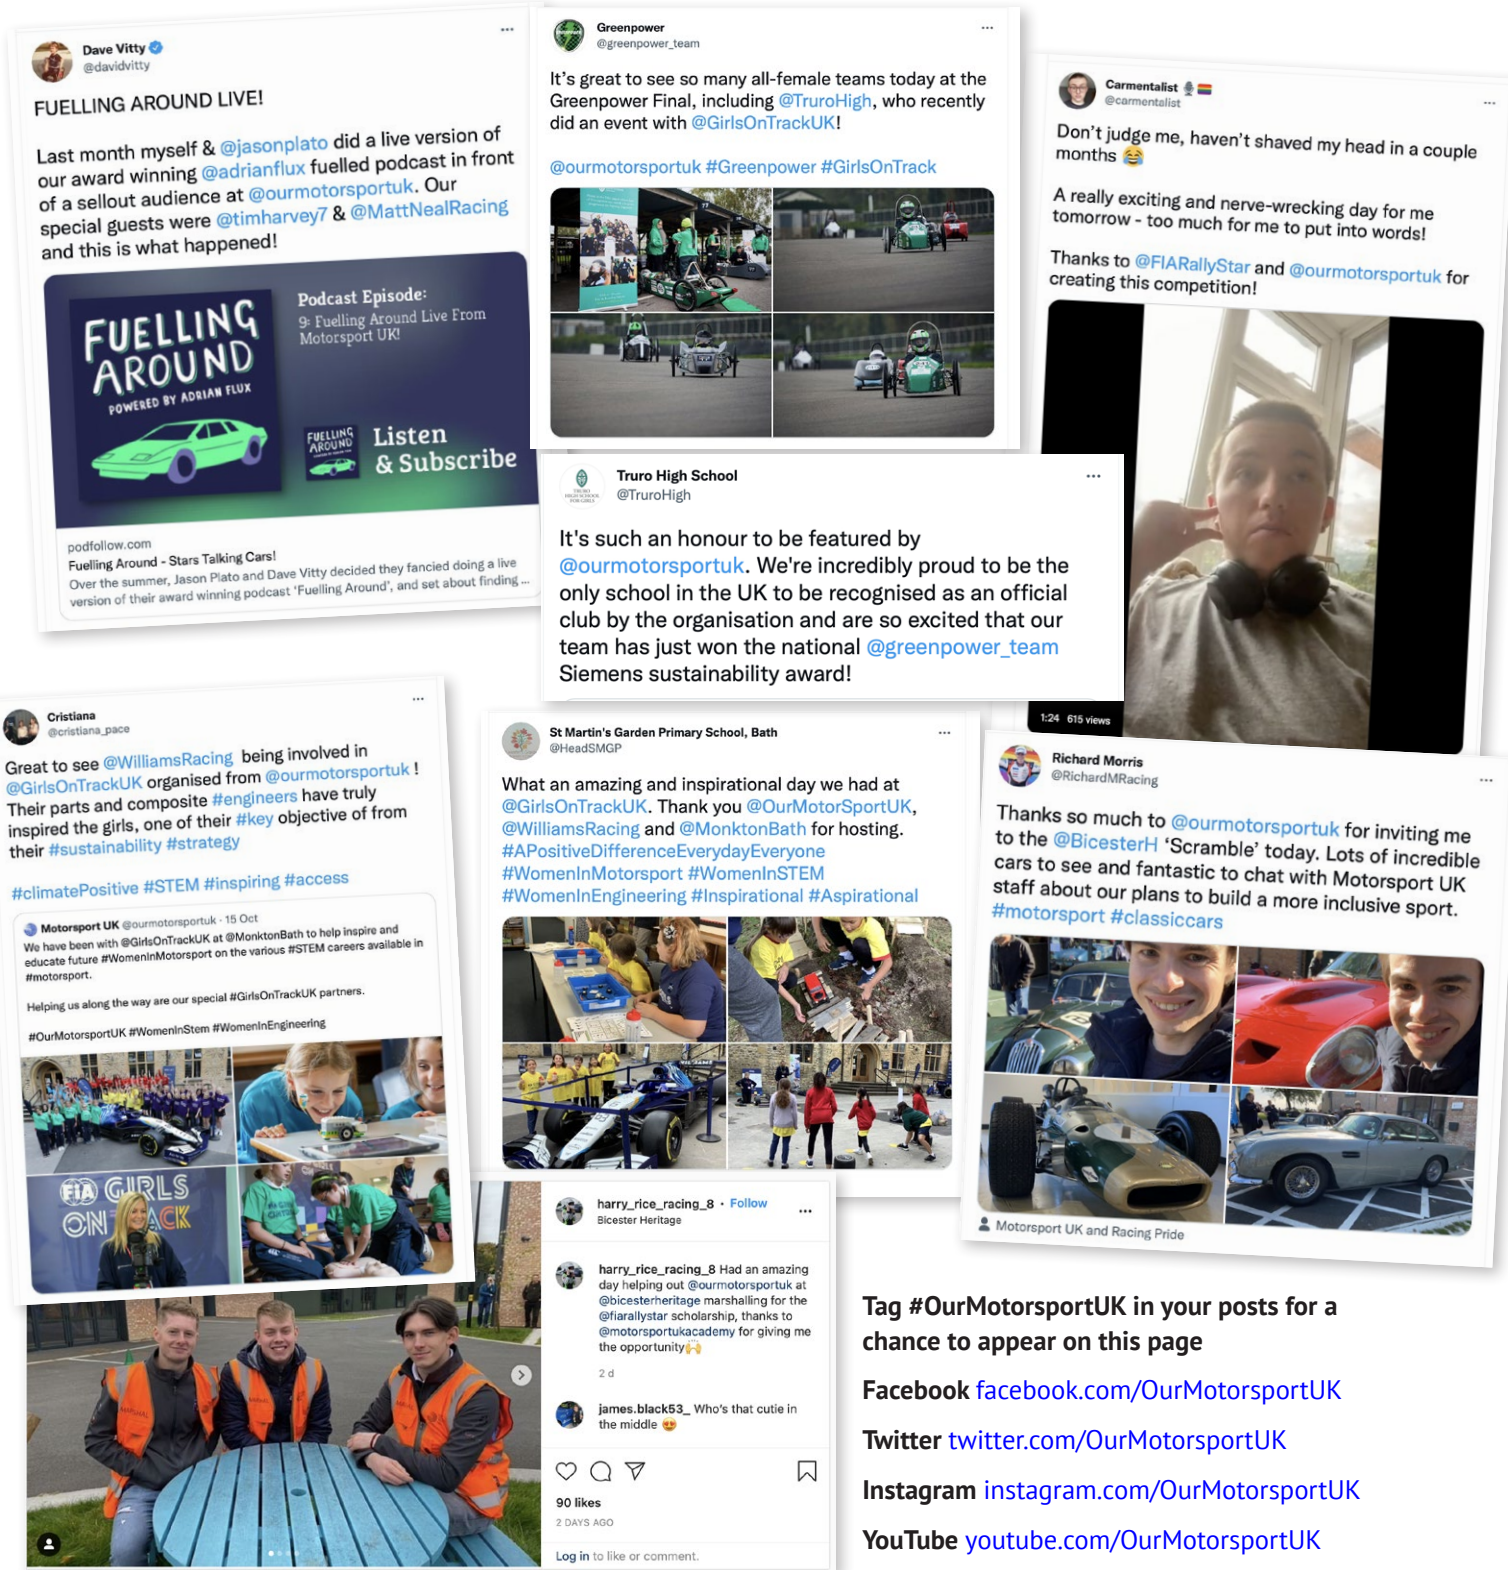 Dave Vitty
@davidvitty
FUELLING AROUND LIVE!
Last month myself & @jasonplato did a live version of
our award winning @adrianflux fuelled podcast in front
of a sellout audience at @ourmotorsportuk. Our
special guests were @timharvey7 & @MattNealRacing
and this is what happened!
FUELLING
AROUND
POWERED BY ADRIAN FLUX
Podcast Episode:
9: Fuelling Around Live From
Motorsport UK!
FUELLING
AROUND
Listen
& Subscribe
podfollow.com
Fuelling Around - Stars Talking Cars!
Over the summer, Jason Plato and Dave Vitty decided they fancied doing a live
version of their award winning podcast 'Fuelling Around', and set about finding ...
Greenpower
@greenpower_team
It's great to see so many all-female teams today at the
Greenpower Final, including @TruroHigh, who recently
did an event with @GirlsOnTrackUK!
@ourmotorsportuk #Greenpower #GirlsOnTrack
Carmentalist
@carmentalist
Don't judge me, haven't shaved my head in a couple
months 😂
A really exciting and nerve-wrecking day for me
tomorrow - too much for me to put into words!
Thanks to @FIARallyStar and @ourmotorsportuk for
creating this competition!
1:24 615 views
TRURO
HIGH SCHOOL
FOR GIRLS
Truro High School
@TruroHigh
It's such an honour to be featured by
@ourmotorsportuk. We're incredibly proud to be the
only school in the UK to be recognised as an official
club by the organisation and are so excited that our
team has just won the national @greenpower_team
Siemens sustainability award!
Cristiana
@cristiana_pace
Great to see @WilliamsRacing being involved in
@GirlsOnTrackUK organised from @ourmotorsportuk !
Their parts and composite #engineers have truly
inspired the girls, one of their #key objective of from
their #sustainability #strategy
#climatePositive #STEM #inspiring #access
Motorsport UK @ourmotorsportuk · 15 Oct
We have been with @GirlsOnTrackUK at @MonktonBath to help inspire and
educate future #WomenInMotorsport on the various #STEM careers available in
#motorsport.
Helping us along the way are our special #GirlsOnTrackUK partners.
#OurMotorsportUK #WomenInStem #WomenInEngineering
FIA GIRLS
ON TRACK
St Martin's Garden Primary School, Bath
@HeadSMGP
What an amazing and inspirational day we had at
@GirlsOnTrackUK. Thank you @OurMotorSportUK,
@WilliamsRacing and @MonktonBath for hosting.
#APositiveDifferenceEverydayEveryone
#WomenInMotorsport #WomenInSTEM
#WomenInEngineering #Inspirational #Aspirational
Richard Morris
@RichardMRacing
Thanks so much to @ourmotorsportuk for inviting me
to the @BicesterH 'Scramble' today. Lots of incredible
cars to see and fantastic to chat with Motorsport UK
staff about our plans to build a more inclusive sport.
#motorsport #classiccars
Motorsport UK and Racing Pride
harry_rice_racing_8 • Follow
Bicester Heritage
harry_rice_racing_8 Had an amazing
day helping out @ourmotorsportuk at
@bicesterheritage marshalling for the
@fiarallystar scholarship, thanks to
@motorsportukacademy for giving me
the opportunity🙌
2 d
james.black53_ Who's that cutie in
the middle 😍
90 likes
2 DAYS AGO
Log in to like or comment.
Tag #OurMotorsportUK in your posts for a
chance to appear on this page
Facebook facebook.com/OurMotorsportUK
Twitter twitter.com/OurMotorsportUK
Instagram instagram.com/OurMotorsportUK
YouTube youtube.com/OurMotorsportUK